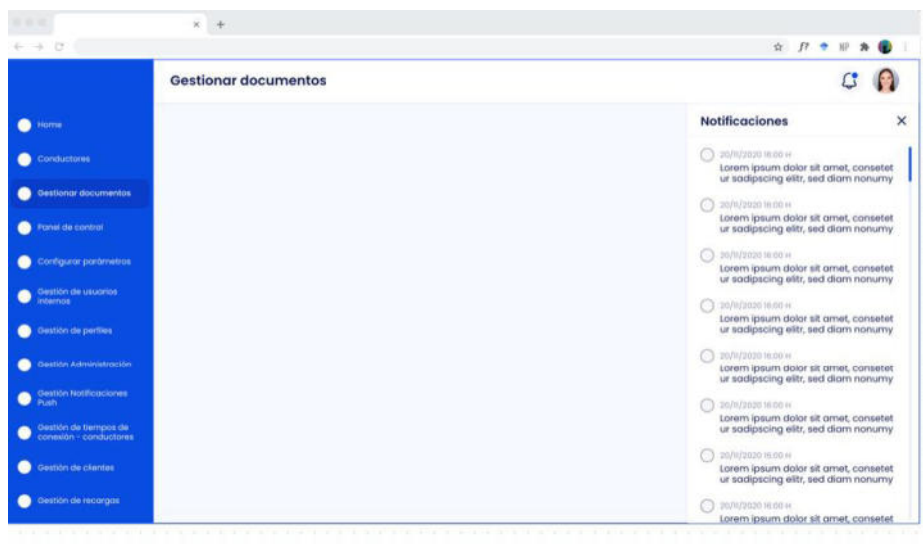 Gestionar documentos
Home
Conductores
Gestionar documentos
Panel de control
Configurar parámetros
Gestión de usuarios
internos
Gestión de perfiles
Gestión Administración
Gestión Notificaciones
Push
Gestión de tiempos de
conexión - conductores
Gestión de clientes
Gestión de recargas
Notificaciones
20/11/2020 16:00 H
Lorem ipsum dolor sit amet, consetet
ur sadipscing elitr, sed diam nonumy
20/11/2020 16:00 H
Lorem ipsum dolor sit amet, consetet
ur sadipscing elitr, sed diam nonumy
20/11/2020 16:00 H
Lorem ipsum dolor sit amet, consetet
ur sadipscing elitr, sed diam nonumy
20/11/2020 16:00 H
Lorem ipsum dolor sit amet, consetet
ur sadipscing elitr, sed diam nonumy
20/11/2020 16:00 H
Lorem ipsum dolor sit amet, consetet
ur sadipscing elitr, sed diam nonumy
20/11/2020 16:00 H
Lorem ipsum dolor sit amet, consetet
ur sadipscing elitr, sed diam nonumy
20/11/2020 16:00 H
Lorem ipsum dolor sit amet, consetet
ur sadipscing elitr, sed diam nonumy
20/11/2020 16:00 H
Lorem ipsum dolor sit amet, consetet